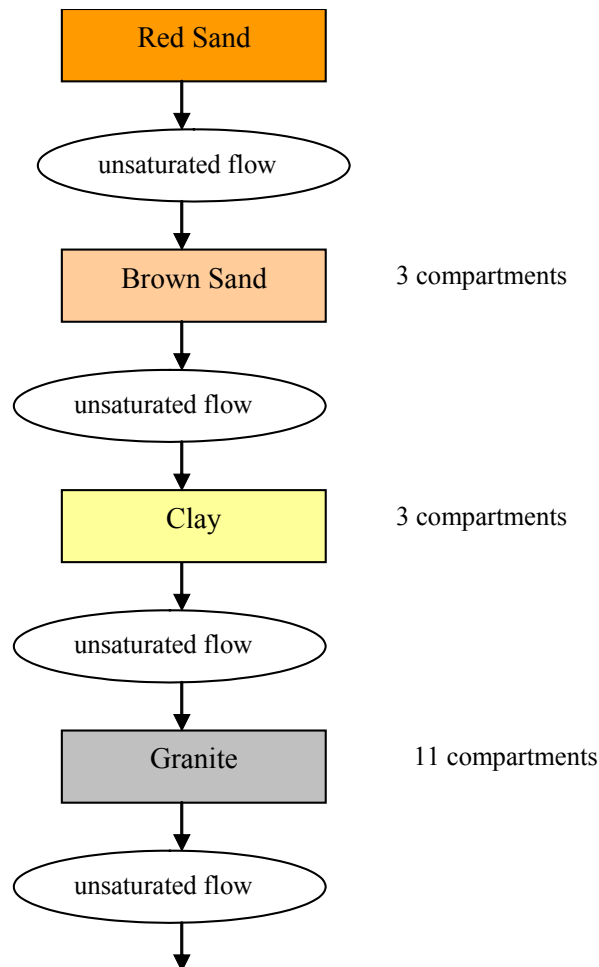 Red Sand
unsaturated flow
Brown Sand
3 compartments
unsaturated flow
Clay
3 compartments
unsaturated flow
Granite
11 compartments
unsaturated flow